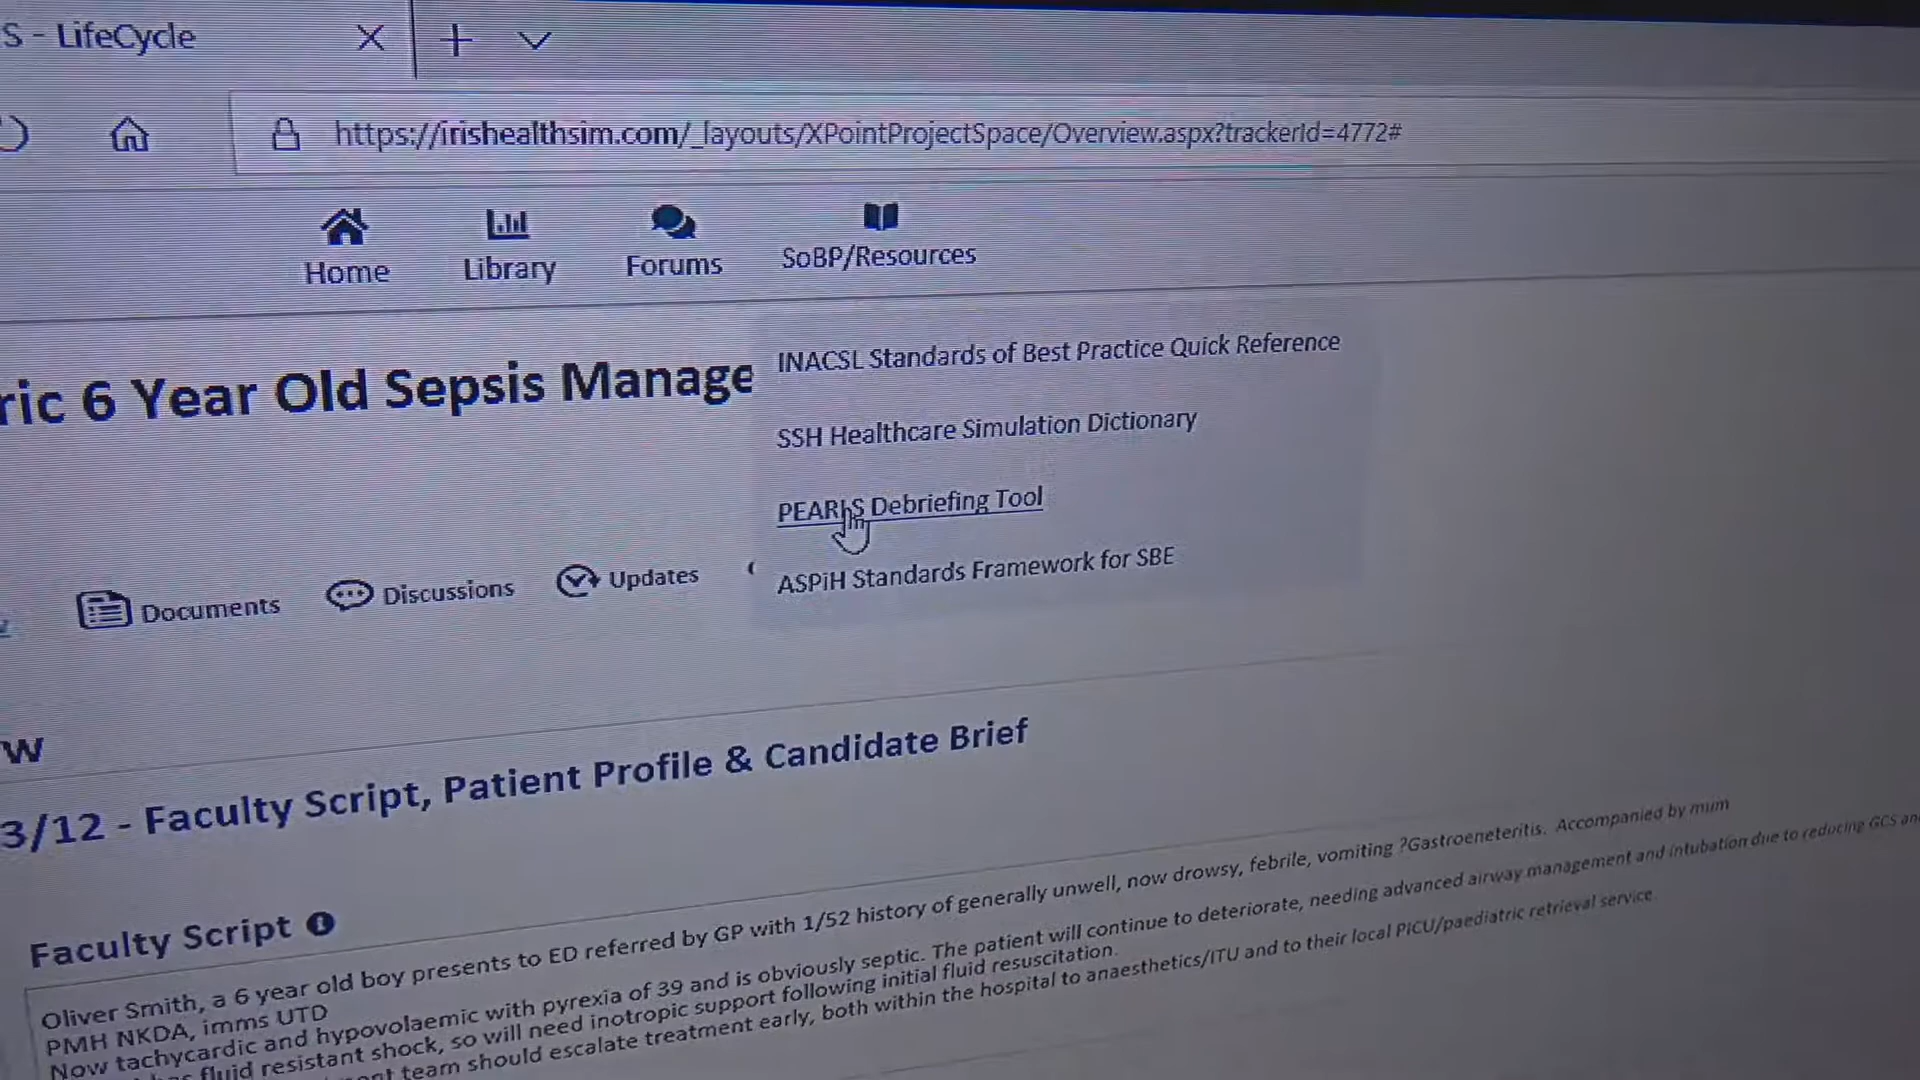 S - LifeCycle
https://irishealthsim.com/_layouts/XPointProjectSpace/Overview.aspx?trackerId=4772#
Home
Library
Forums
SoBP/Resources
ric 6 Year Old Sepsis Manage
INACSL Standards of Best Practice Quick Reference
SSH Healthcare Simulation Dictionary
PEARLS Debriefing Tool
ASPiH Standards Framework for SBE
Documents
Discussions
Updates
w
3/12 - Faculty Script, Patient Profile & Candidate Brief
Faculty Script
Oliver Smith, a 6 year old boy presents to ED referred by GP with 1/52 history of generally unwell, now drowsy, febrile, vomiting ?Gastroeneteritis. Accompanied by mum
PMH NKDA, imms UTD
Now tachycardic and hypovolaemic with pyrexia of 39 and is obviously septic. The patient will continue to deteriorate, needing advanced airway management and intubation due to reducing GCS an
fluid resistant shock, so will need inotropic support following initial fluid resuscitation.
team should escalate treatment early, both within the hospital to anaesthetics/ITU and to their local PICU/paediatric retrieval service